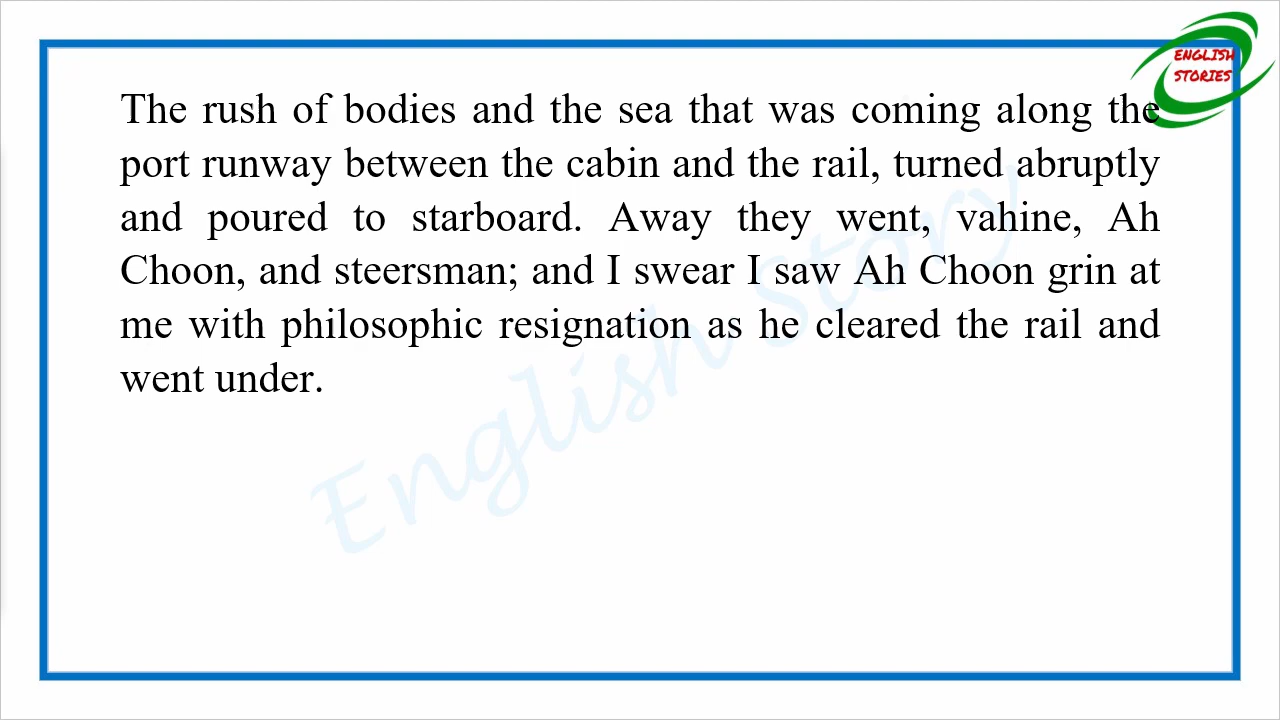 ENGLISH
STORIES
The rush of bodies and the sea that was coming along the
port runway between the cabin and the rail, turned abruptly
and poured to starboard. Away they went, vahine, Ah
Choon, and steersman; and I swear I saw Ah Choon grin at
me with philosophic resignation as he cleared the rail and
went under.
English Story